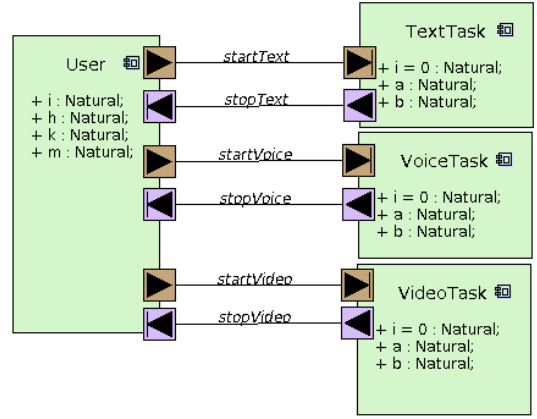 User
+ i : Natural;
+ h : Natural;
+ k : Natural;
+ m : Natural;
startText
stopText
startVoice
stopVoice
startVideo
stopVideo
TextTask
+ i = 0 : Natural;
+ a : Natural;
+ b : Natural;
VoiceTask
+ i = 0 : Natural;
+ a : Natural;
+ b : Natural;
VideoTask
+ i = 0 : Natural;
+ a : Natural;
+ b : Natural;